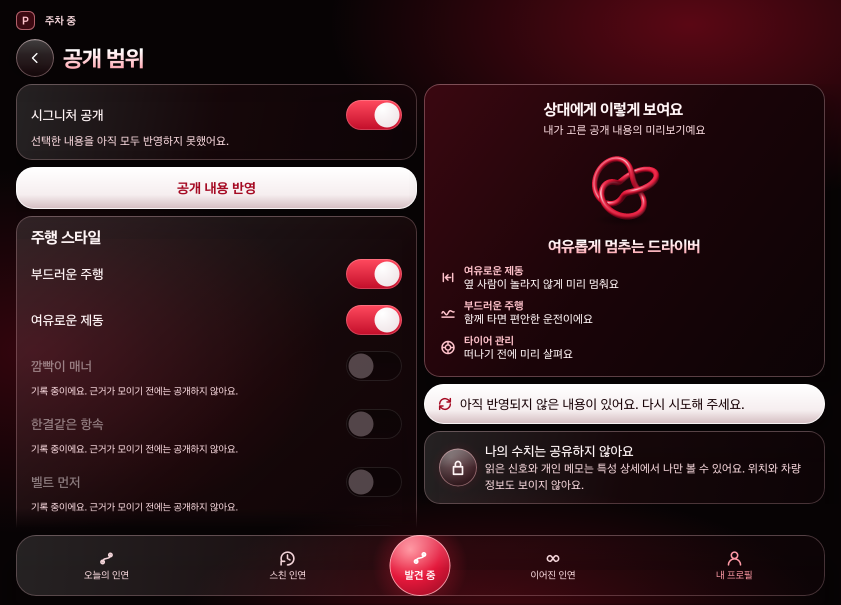 P 주차 중
공개 범위
시그니처 공개
선택한 내용을 아직 모두 반영하지 못했어요.
공개 내용 반영
주행 스타일
부드러운 주행
여유로운 제동
깜빡이 매너
기록 중이에요. 근거가 모이기 전에는 공개하지 않아요.
한결같은 항속
기록 중이에요. 근거가 모이기 전에는 공개하지 않아요.
벨트 먼저
기록 중이에요. 근거가 모이기 전에는 공개하지 않아요.
상대에게 이렇게 보여요
내가 고른 공개 내용의 미리보기예요
여유롭게 멈추는 드라이버
여유로운 제동
옆 사람이 놀라지 않게 미리 멈춰요
부드러운 주행
함께 타면 편안한 운전이에요
타이어 관리
떠나기 전에 미리 살펴요
아직 반영되지 않은 내용이 있어요. 다시 시도해 주세요.
나의 수치는 공유하지 않아요
읽은 신호와 개인 메모는 특성 상세에서 나만 볼 수 있어요. 위치와 차량
정보도 보이지 않아요.
오늘의 인연
스친 인연
발견 중
이어진 인연
내 프로필